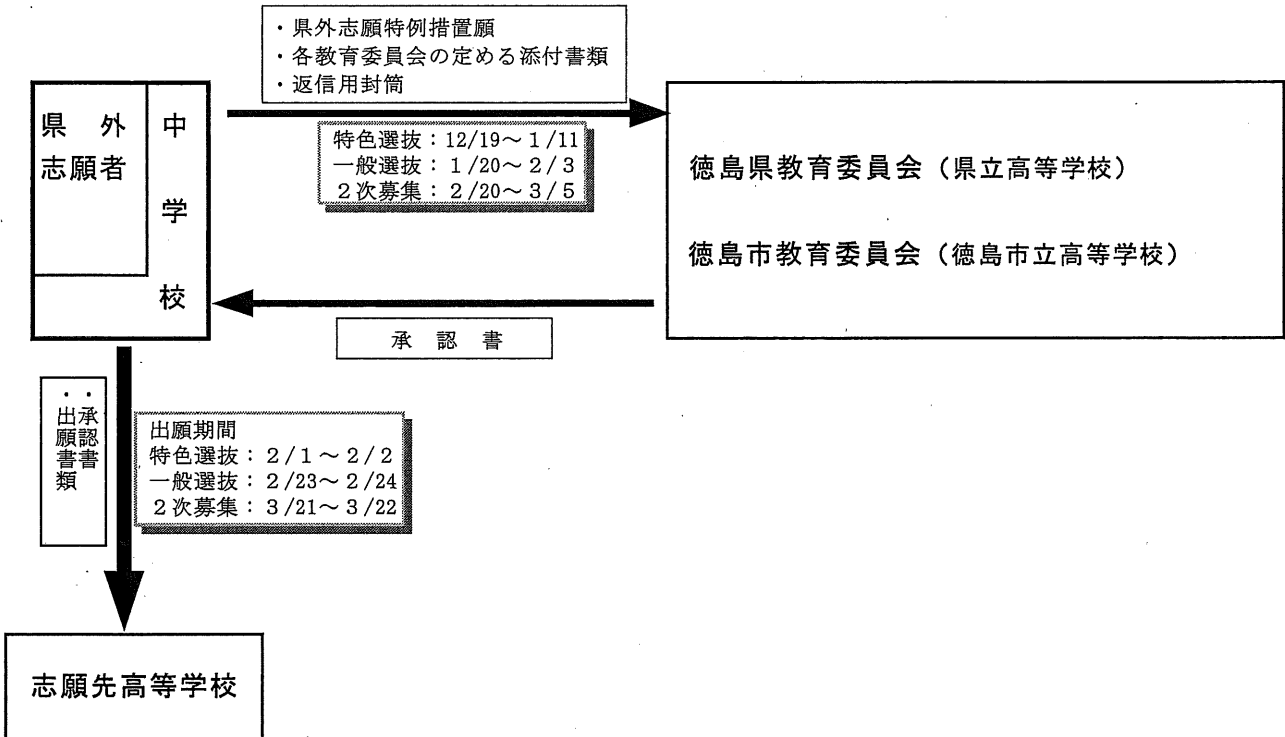 ・県外志願特例措置願
・各教育委員会の定める添付書類
・返信用封筒
県外
志願者
中学校
特色選抜：12/19～1/11
一般選抜：1/20～2/3
2次募集：2/20～3/5
徳島県教育委員会（県立高等学校）
徳島市教育委員会（徳島市立高等学校）
承認書
・承認書
・出願書類
出願期間
特色選抜：2/1～2/2
一般選抜：2/23～2/24
2次募集：3/21～3/22
志願先高等学校